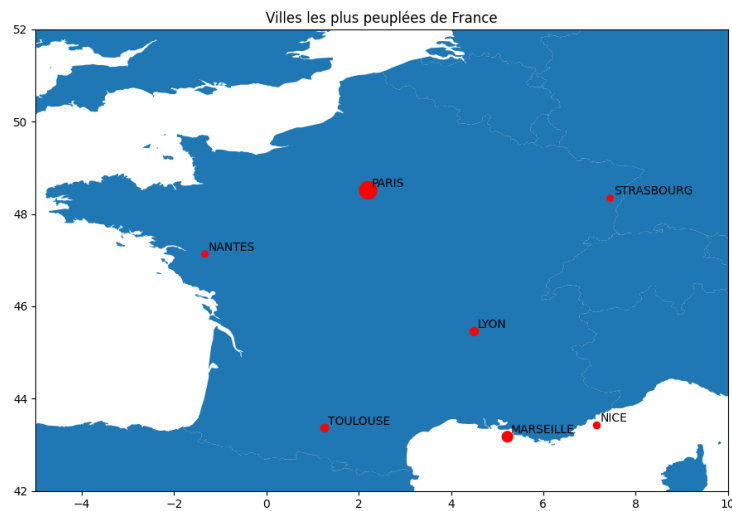 Villes les plus peuplées de France
52
50
48
46
44
42
PARIS
STRASBOURG
NANTES
LYON
TOULOUSE
MARSEILLE
NICE
−4
−2
0
2
4
6
8
10